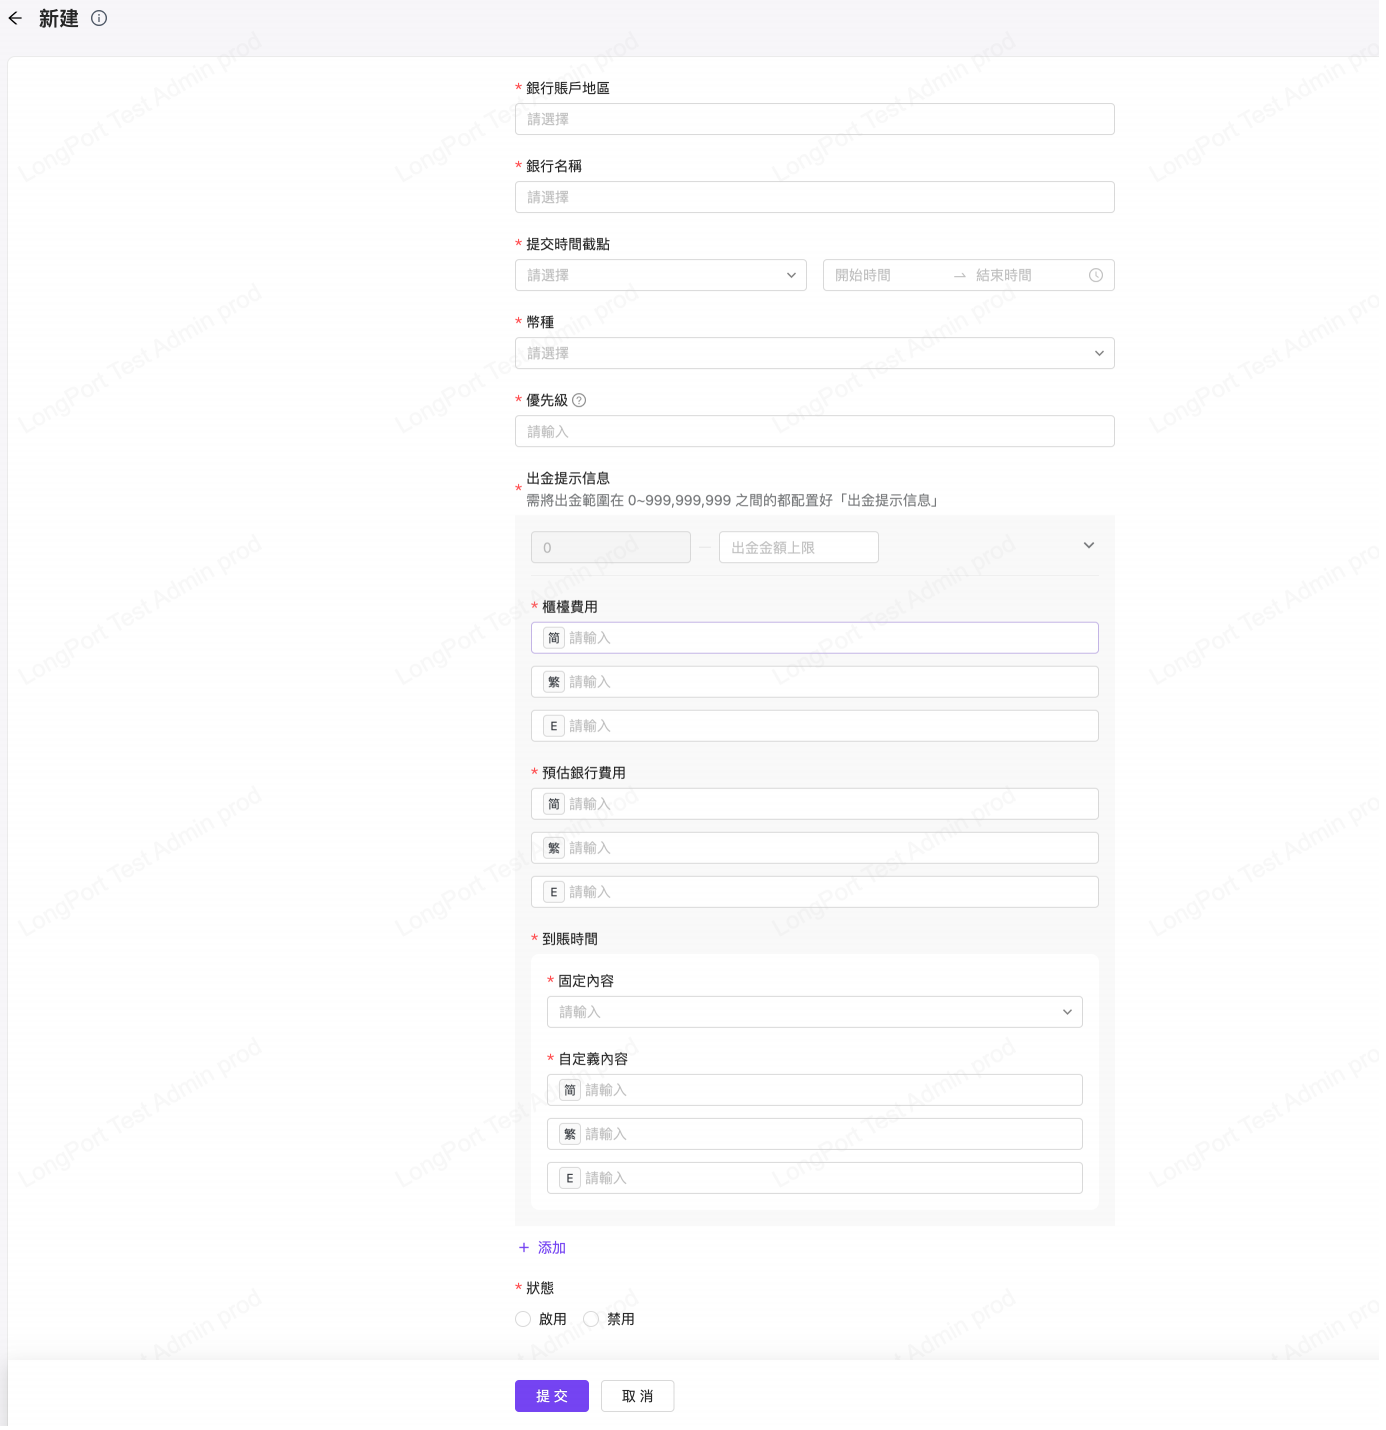 新建
* 銀行賬戶地區
請選擇
* 銀行名稱
請選擇
* 提交時間截點
請選擇 開始時間 → 結束時間
* 幣種
請選擇
* 優先級
請輸入
* 出金提示信息
需將出金範圍在 0~999,999,999 之間的都配置好「出金提示信息」
0 — 出金金額上限
* 櫃檯費用
简 請輸入
繁 請輸入
E 請輸入
* 預估銀行費用
简 請輸入
繁 請輸入
E 請輸入
* 到賬時間
* 固定內容
請輸入
* 自定義內容
简 請輸入
繁 請輸入
E 請輸入
+ 添加
* 狀態
啟用 禁用
提交 取消
LongPort Test Admin prod